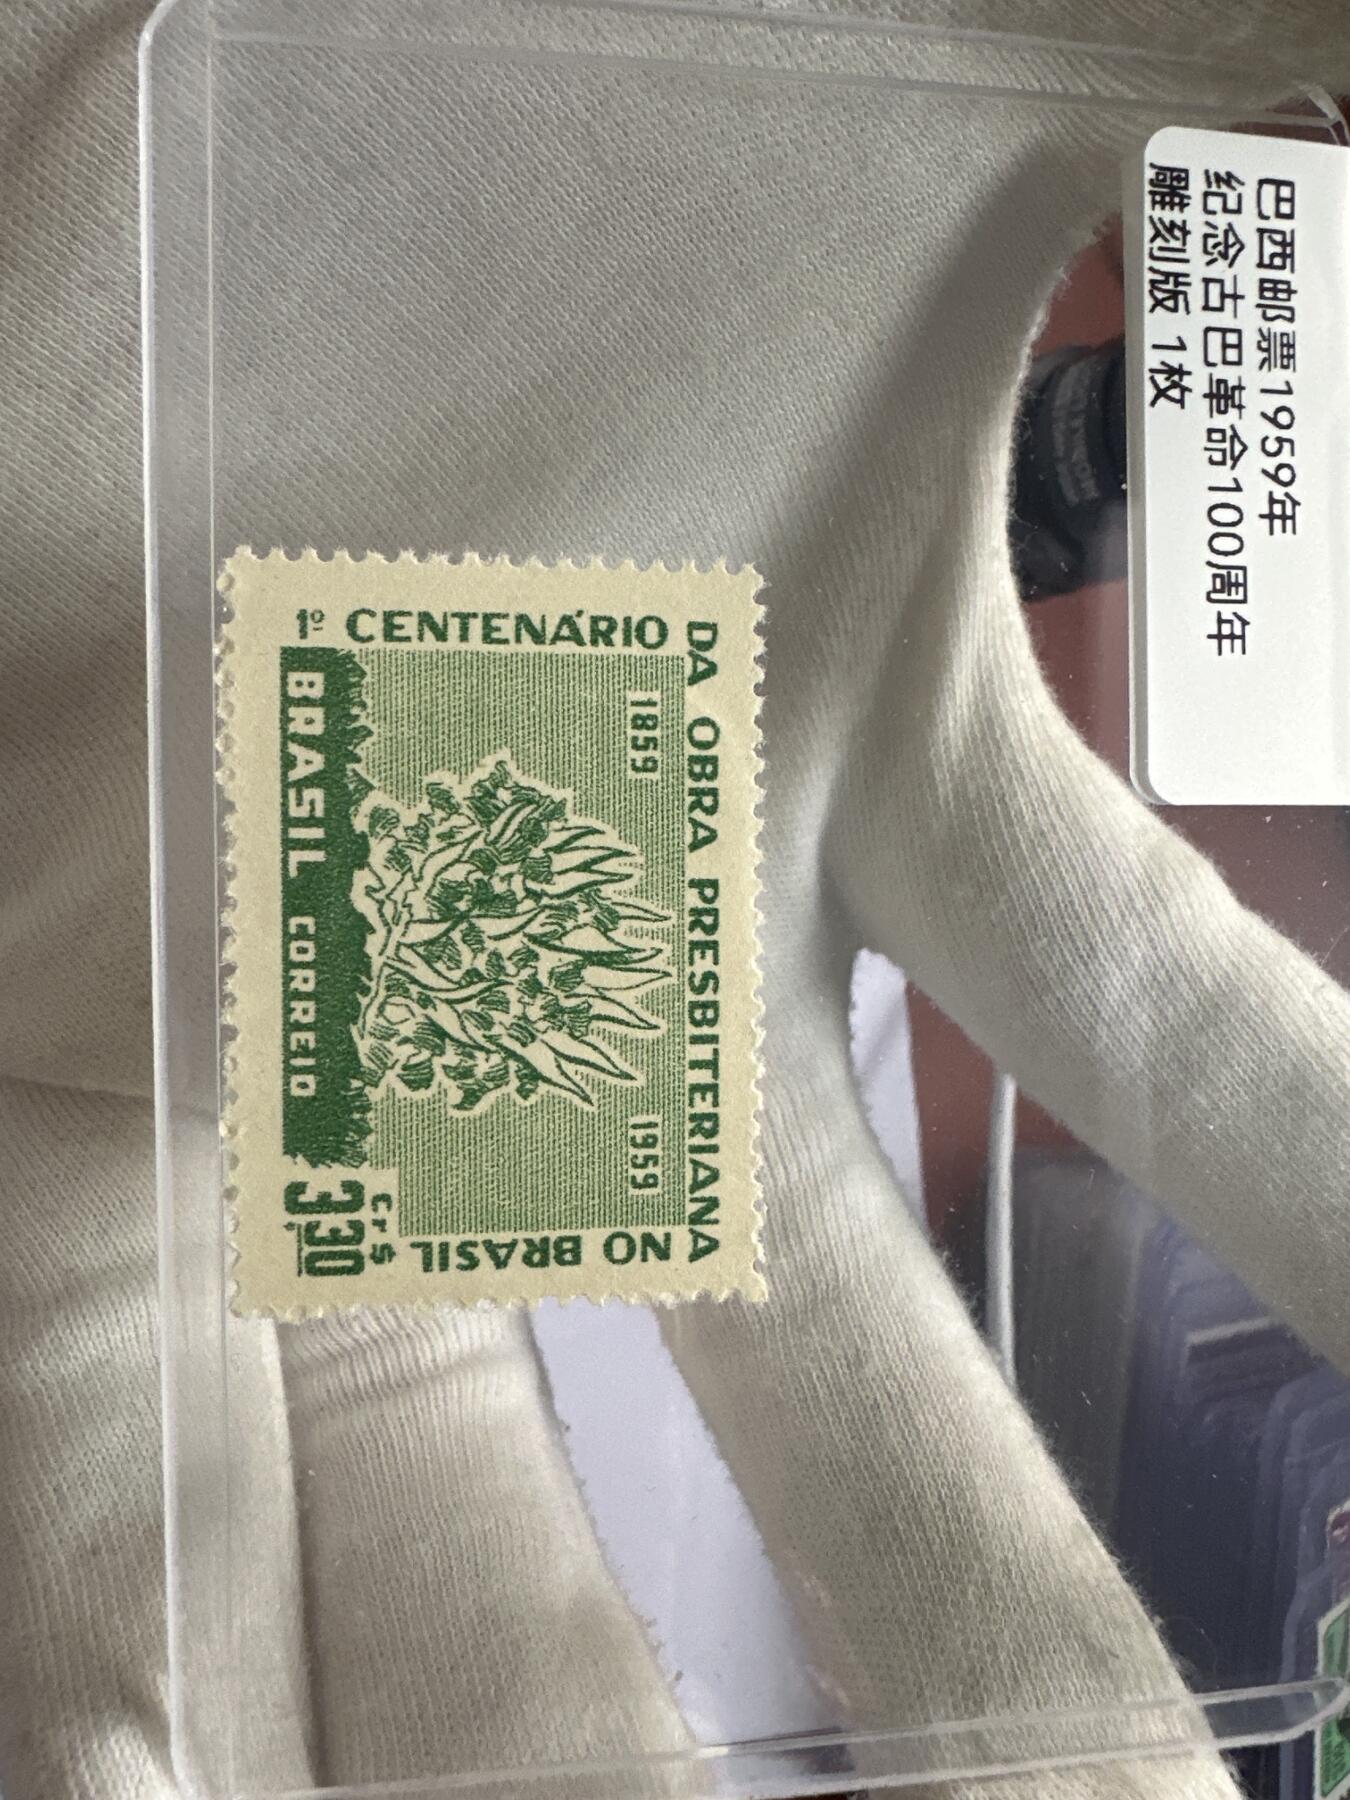 巴西邮票1959年
纪念古巴革命100周年
雕刻版 1枚
1º CENTENÁRIO DA OBRA PRESBITERIANA NO BRASIL
1859
1959
BRASIL CORREIO
Cr$
3,30